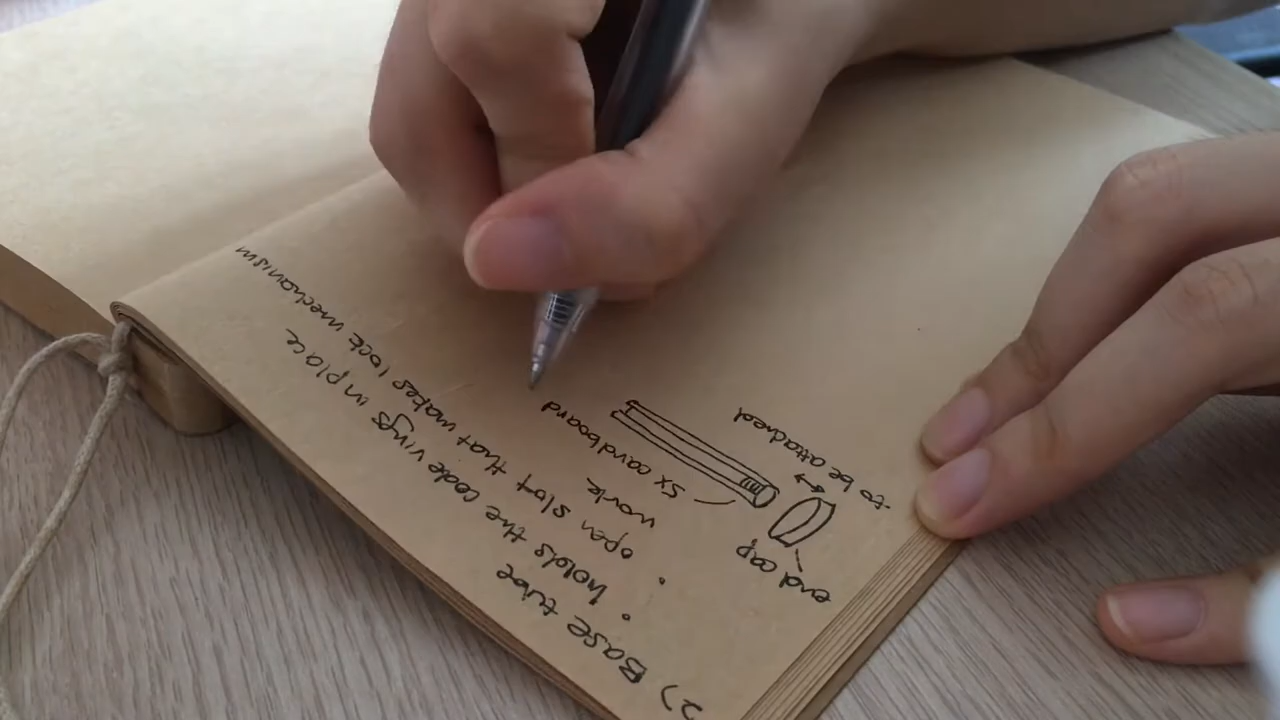 2) Base tube
• holds the code rings in place
• open slot that makes lock mechanism
work
5x cardboard
end cap
to be attached